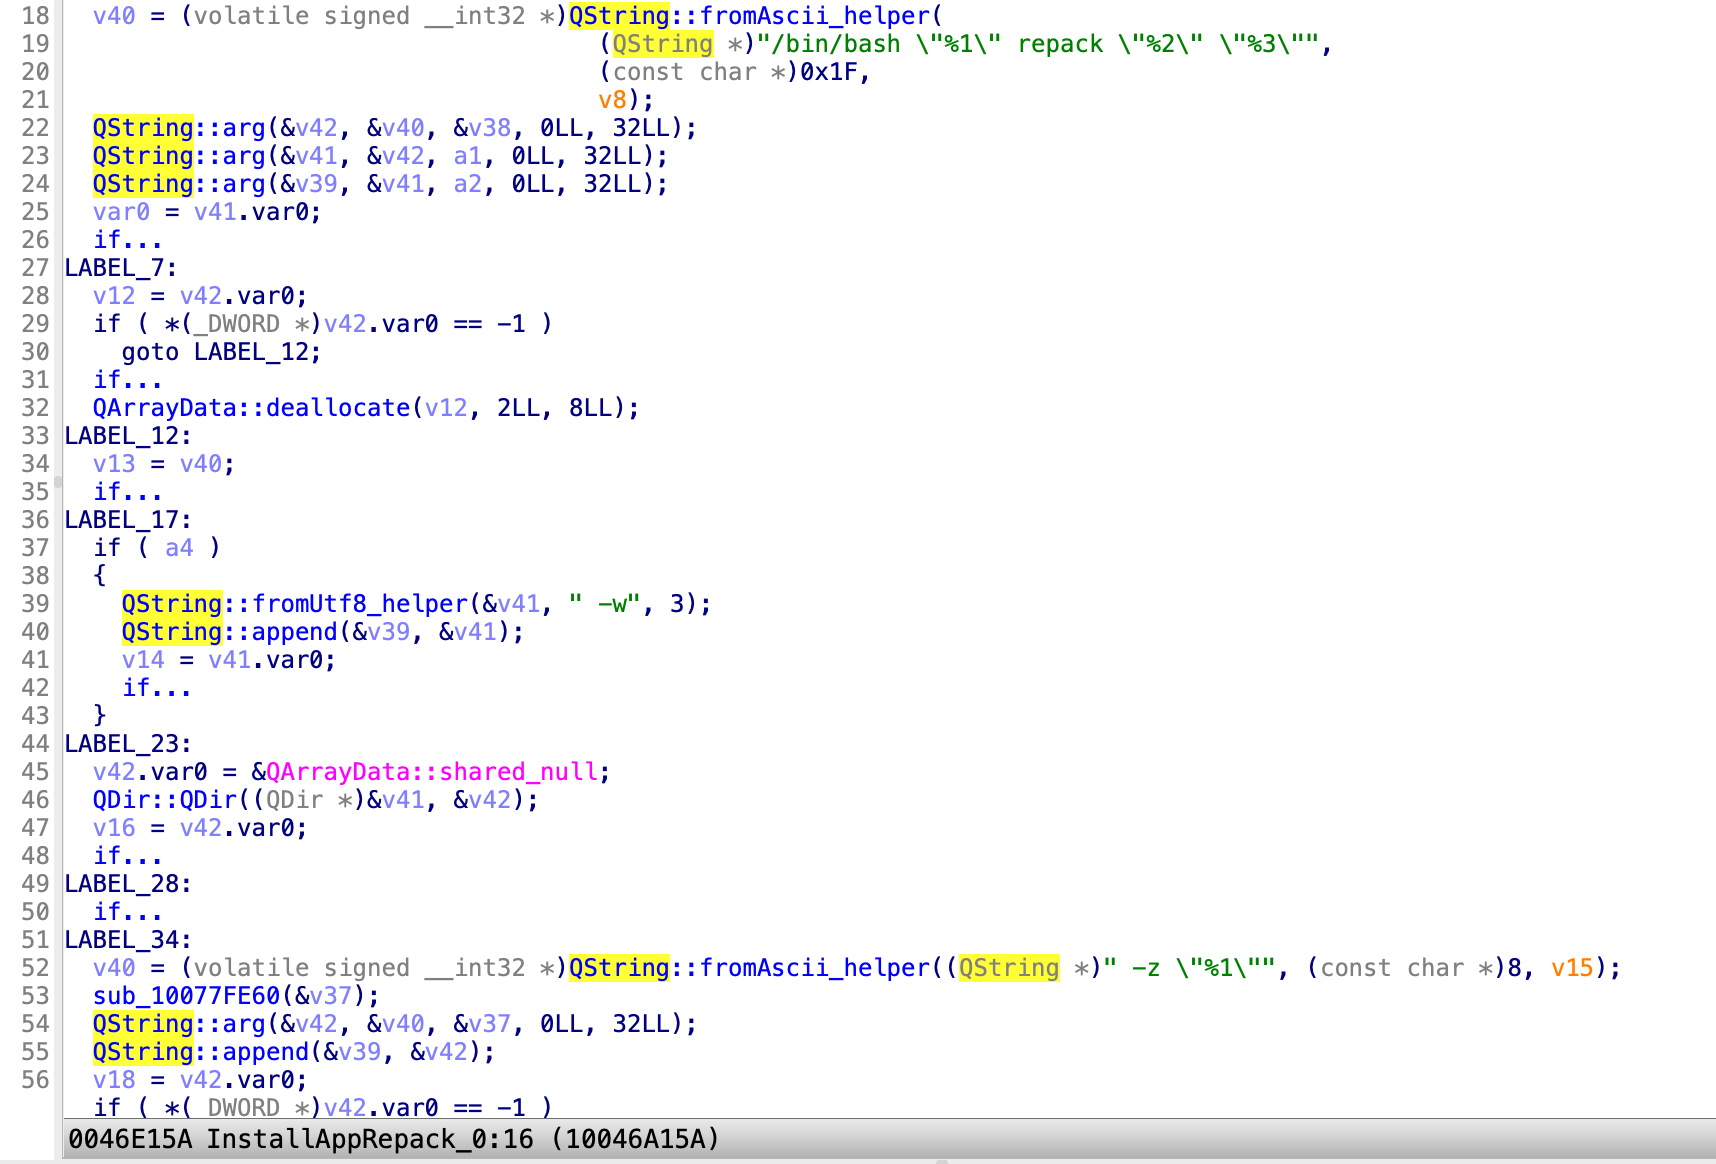 18 v40 = (volatile signed __int32 *)QString::fromAscii_helper(
19 (QString *)"/bin/bash \"%1\" repack \"%2\" \"%3\"",
20 (const char *)0x1F,
21 v8);
22 QString::arg(&v42, &v40, &v38, 0LL, 32LL);
23 QString::arg(&v41, &v42, a1, 0LL, 32LL);
24 QString::arg(&v39, &v41, a2, 0LL, 32LL);
25 var0 = v41.var0;
26 if...
27 LABEL_7:
28 v12 = v42.var0;
29 if ( *(_DWORD *)v42.var0 == -1 )
30 goto LABEL_12;
31 if...
32 QArrayData::deallocate(v12, 2LL, 8LL);
33 LABEL_12:
34 v13 = v40;
35 if...
36 LABEL_17:
37 if ( a4 )
38 {
39 QString::fromUtf8_helper(&v41, " -w", 3);
40 QString::append(&v39, &v41);
41 v14 = v41.var0;
42 if...
43 }
44 LABEL_23:
45 v42.var0 = &QArrayData::shared_null;
46 QDir::QDir((QDir *)&v41, &v42);
47 v16 = v42.var0;
48 if...
49 LABEL_28:
50 if...
51 LABEL_34:
52 v40 = (volatile signed __int32 *)QString::fromAscii_helper((QString *)" -z \"%1\"", (const char *)8, v15);
53 sub_10077FE60(&v37);
54 QString::arg(&v42, &v40, &v37, 0LL, 32LL);
55 QString::append(&v39, &v42);
56 v18 = v42.var0;
if ( *(_DWORD *)v42.var0 == -1 )
0046E15A InstallAppRepack_0:16 (10046A15A)